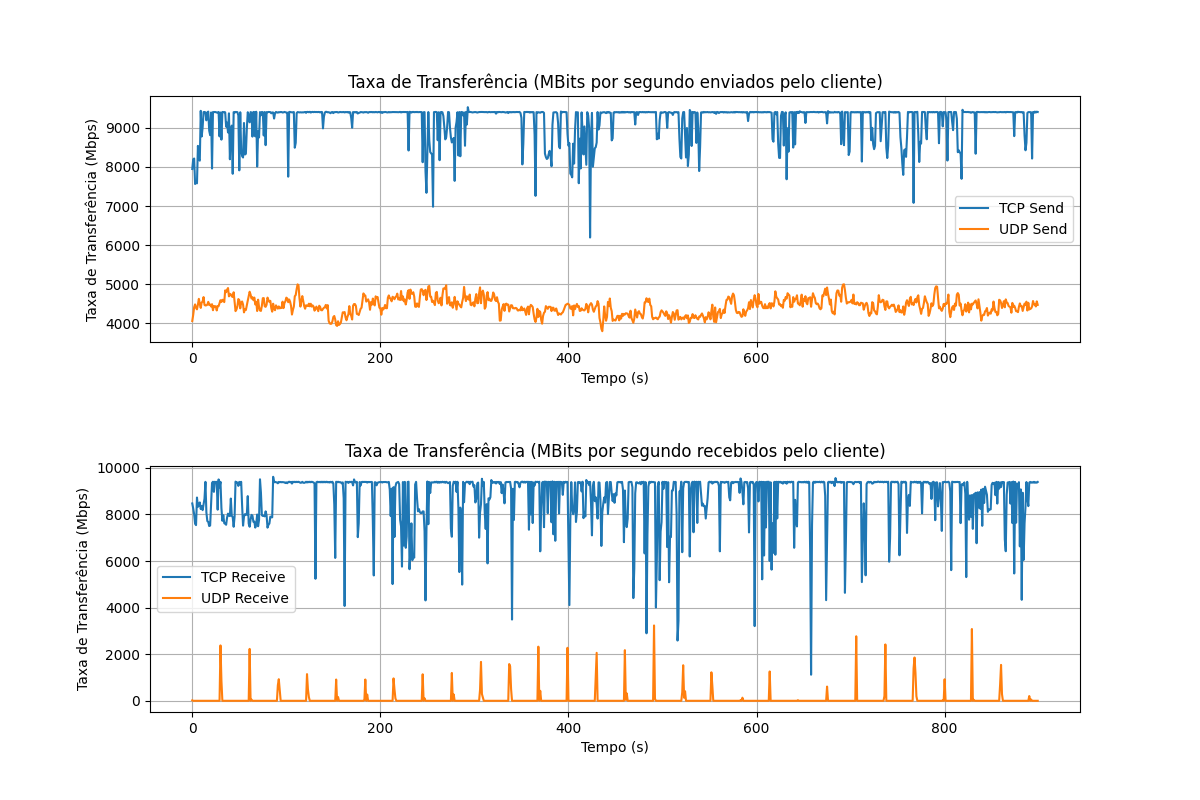 Taxa de Transferência (MBits por segundo enviados pelo cliente)
Taxa de Transferência (Mbps)
9000
8000
7000
6000
5000
4000
TCP Send
UDP Send
0 200 400 600 800
Tempo (s)
Taxa de Transferência (MBits por segundo recebidos pelo cliente)
Taxa de Transferência (Mbps)
10000
8000
6000
4000
2000
0
TCP Receive
UDP Receive
0 200 400 600 800
Tempo (s)